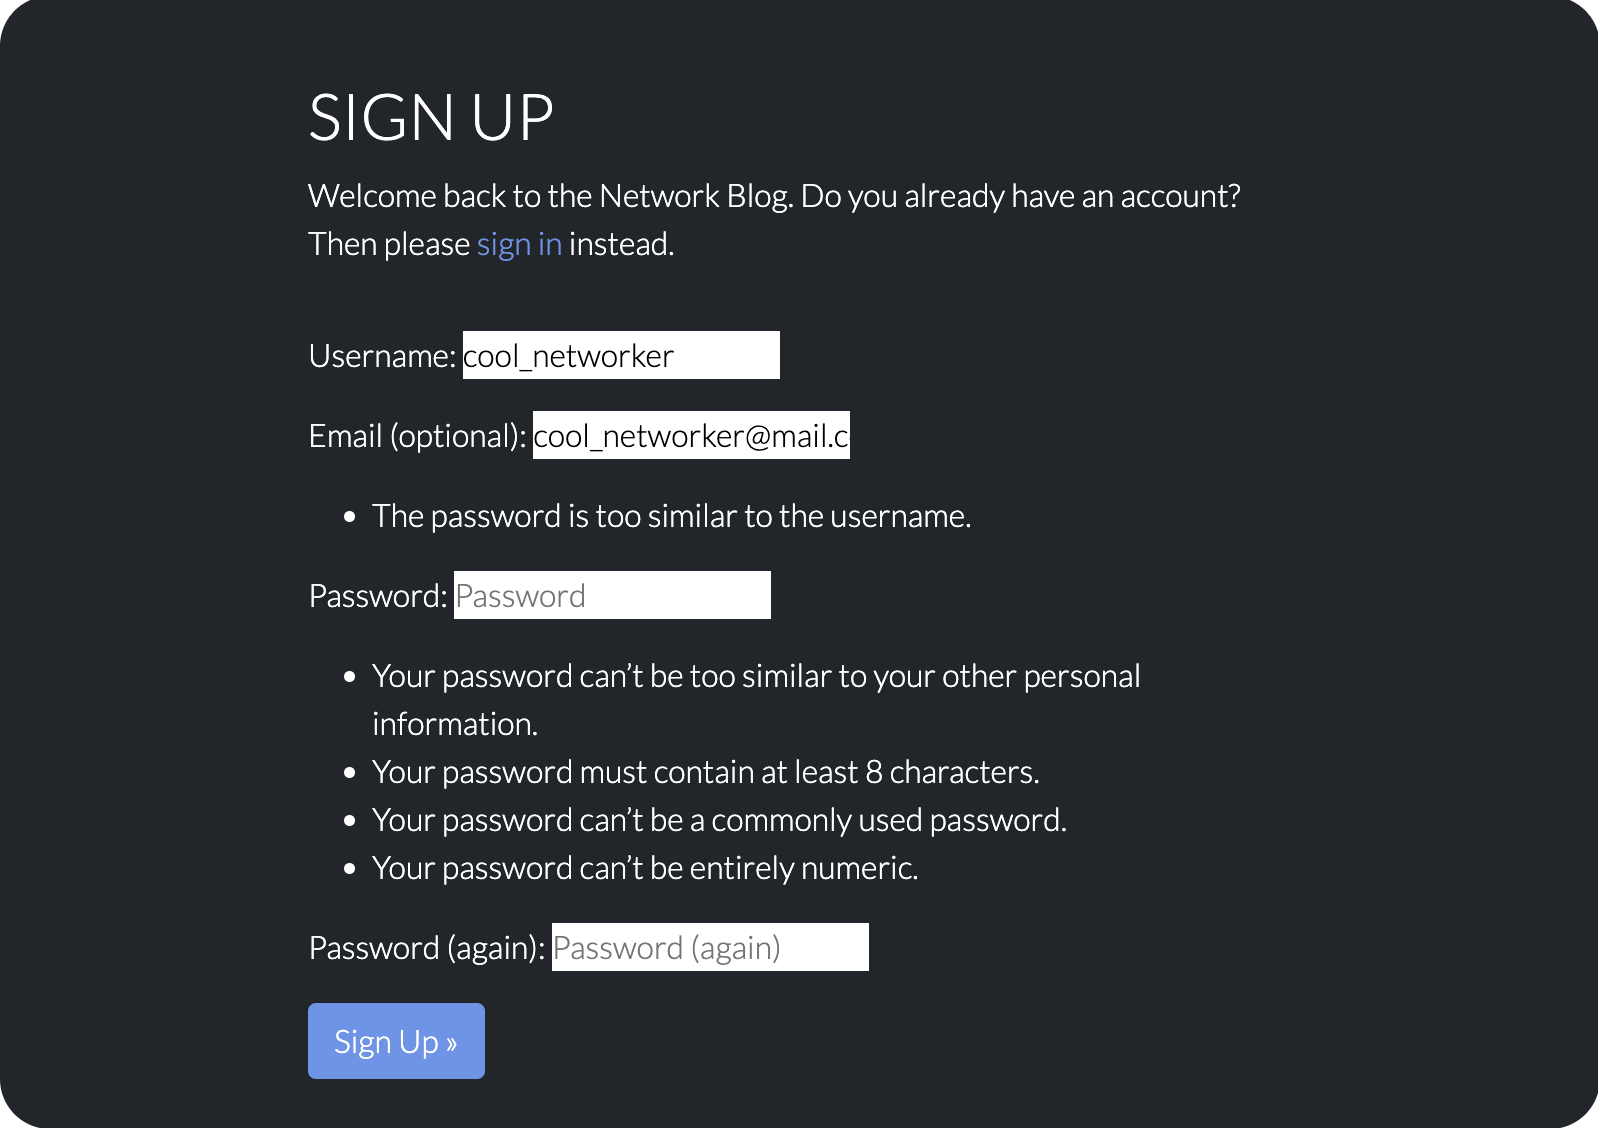 SIGN UP
Welcome back to the Network Blog. Do you already have an account?
Then please sign in instead.
Username: cool_networker
Email (optional): cool_networker@mail.c
• The password is too similar to the username.
Password: Password
• Your password can’t be too similar to your other personal
information.
• Your password must contain at least 8 characters.
• Your password can’t be a commonly used password.
• Your password can’t be entirely numeric.
Password (again): Password (again)
Sign Up »